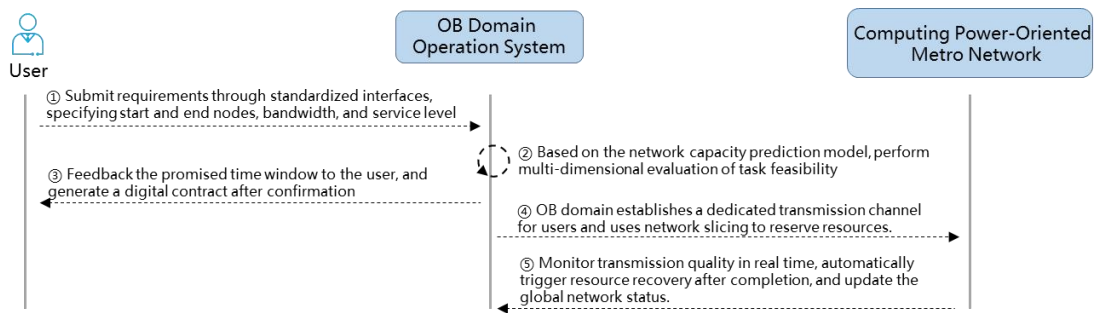 User
OB Domain
Operation System
Computing Power-Oriented
Metro Network
① Submit requirements through standardized interfaces,
specifying start and end nodes, bandwidth, and service level
② Based on the network capacity prediction model, perform
multi-dimensional evaluation of task feasibility
③ Feedback the promised time window to the user, and
generate a digital contract after confirmation
④ OB domain establishes a dedicated transmission channel
for users and uses network slicing to reserve resources.
⑤ Monitor transmission quality in real time, automatically
trigger resource recovery after completion, and update the
global network status.